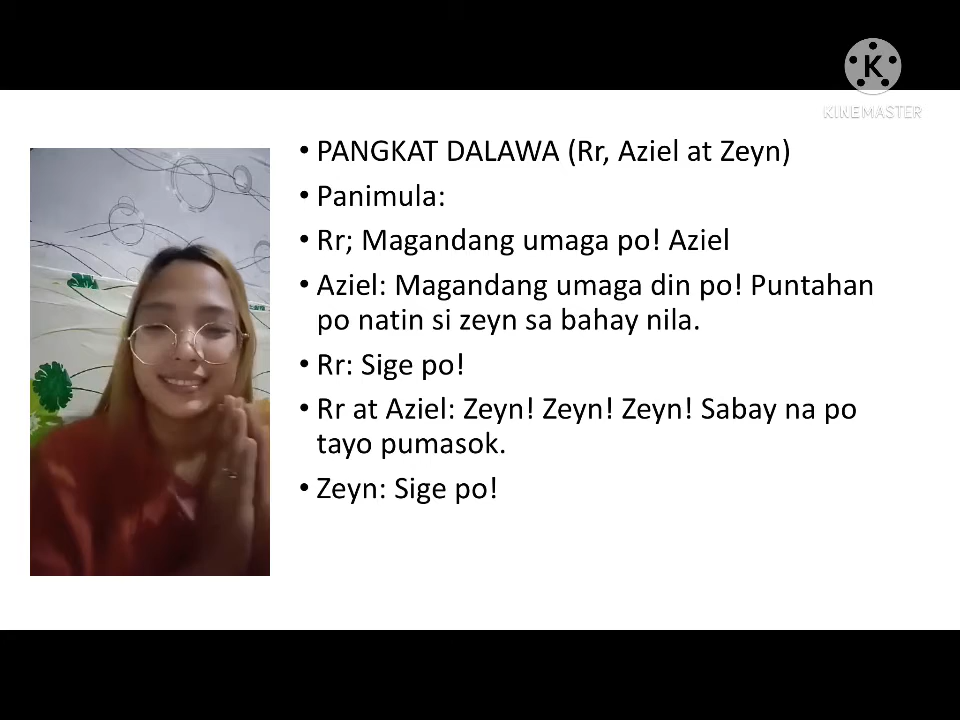 K
KINEMASTER
• PANGKAT DALAWA (Rr, Aziel at Zeyn)
• Panimula:
• Rr; Magandang umaga po! Aziel
• Aziel: Magandang umaga din po! Puntahan
po natin si zeyn sa bahay nila.
• Rr: Sige po!
• Rr at Aziel: Zeyn! Zeyn! Zeyn! Sabay na po
tayo pumasok.
• Zeyn: Sige po!